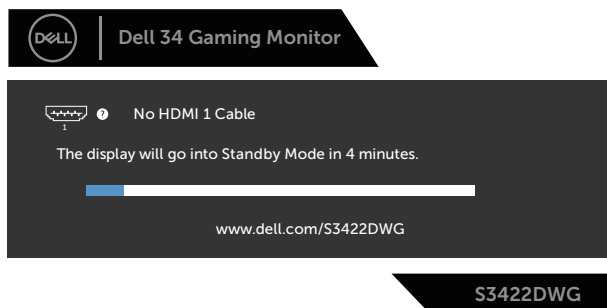 DELL
Dell 34 Gaming Monitor
? No HDMI 1 Cable
1
The display will go into Standby Mode in 4 minutes.
www.dell.com/S3422DWG
S3422DWG